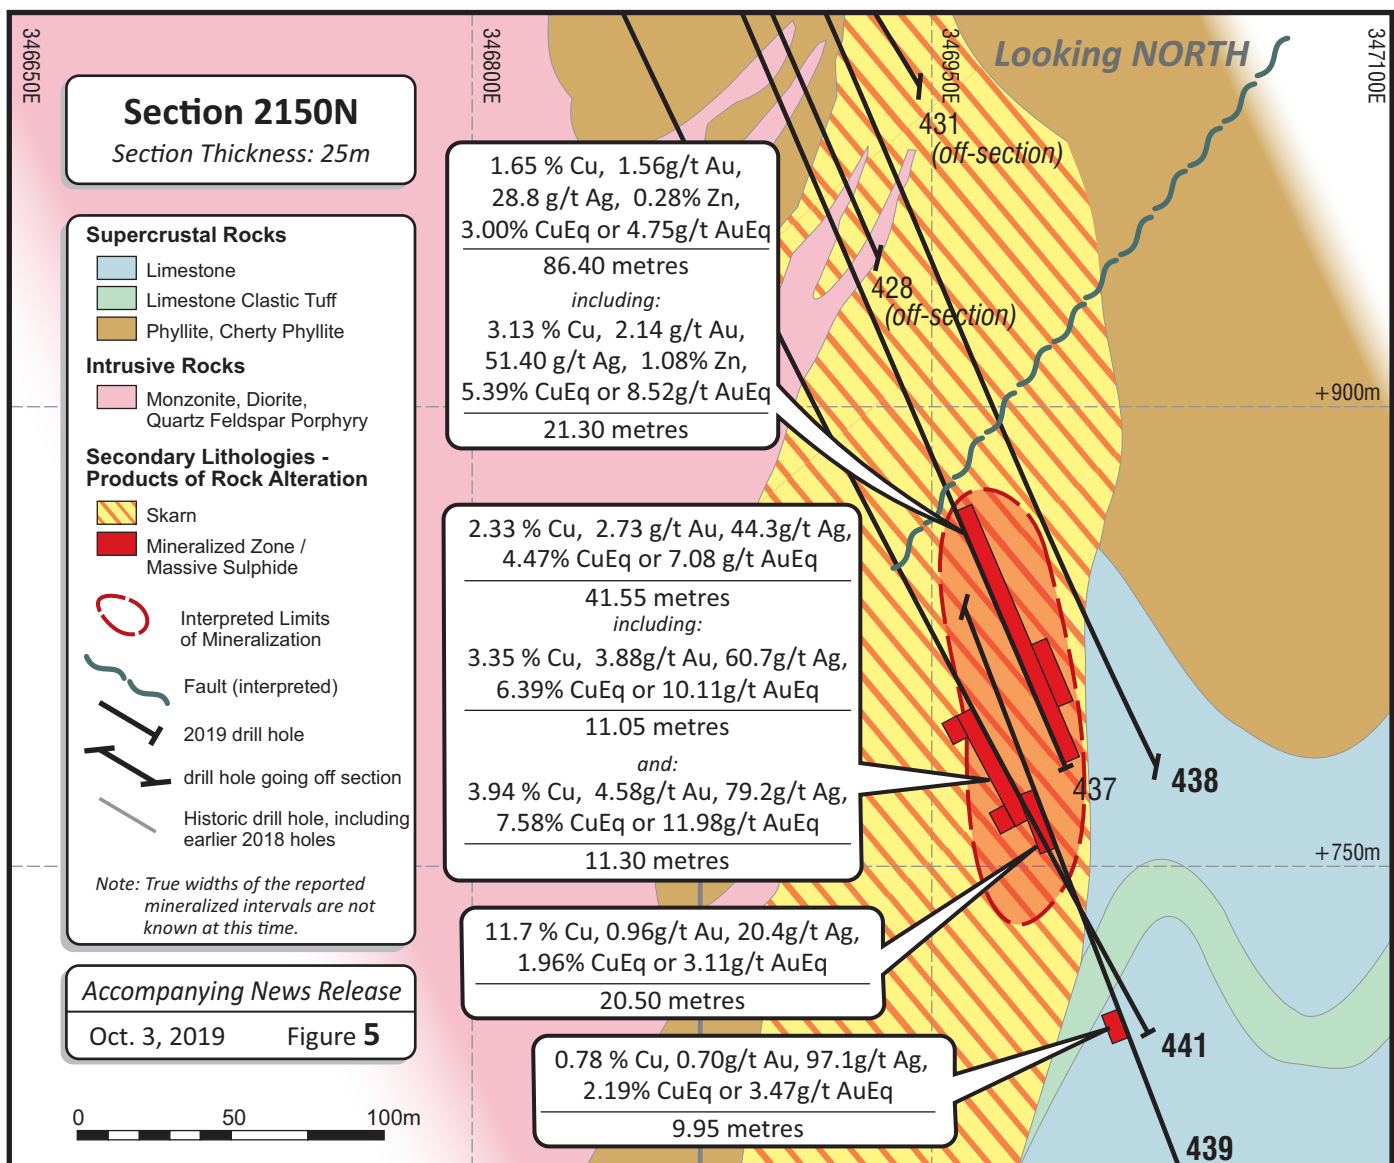 346650E
346800E
346950E
347100E
Looking NORTH
Section 2150N
Section Thickness: 25m
Supercrustal Rocks
Limestone
Limestone Clastic Tuff
Phyllite, Cherty Phyllite
Intrusive Rocks
Monzonite, Diorite,
Quartz Feldspar Porphyry
Secondary Lithologies -
Products of Rock Alteration
Skarn
Mineralized Zone /
Massive Sulphide
Interpreted Limits
of Mineralization
Fault (interpreted)
2019 drill hole
drill hole going off section
Historic drill hole, including
earlier 2018 holes
Note: True widths of the reported
mineralized intervals are not
known at this time.
Accompanying News Release
Oct. 3, 2019 Figure 5
0 50 100m
431
(off-section)
428
(off-section)
1.65 % Cu, 1.56g/t Au,
28.8 g/t Ag, 0.28% Zn,
3.00% CuEq or 4.75g/t AuEq
86.40 metres
including:
3.13 % Cu, 2.14 g/t Au,
51.40 g/t Ag, 1.08% Zn,
5.39% CuEq or 8.52g/t AuEq
21.30 metres
+900m
2.33 % Cu, 2.73 g/t Au, 44.3g/t Ag,
4.47% CuEq or 7.08 g/t AuEq
41.55 metres
including:
3.35 % Cu, 3.88g/t Au, 60.7g/t Ag,
6.39% CuEq or 10.11g/t AuEq
11.05 metres
and:
3.94 % Cu, 4.58g/t Au, 79.2g/t Ag,
7.58% CuEq or 11.98g/t AuEq
11.30 metres
437
438
+750m
11.7 % Cu, 0.96g/t Au, 20.4g/t Ag,
1.96% CuEq or 3.11g/t AuEq
20.50 metres
0.78 % Cu, 0.70g/t Au, 97.1g/t Ag,
2.19% CuEq or 3.47g/t AuEq
9.95 metres
441
439